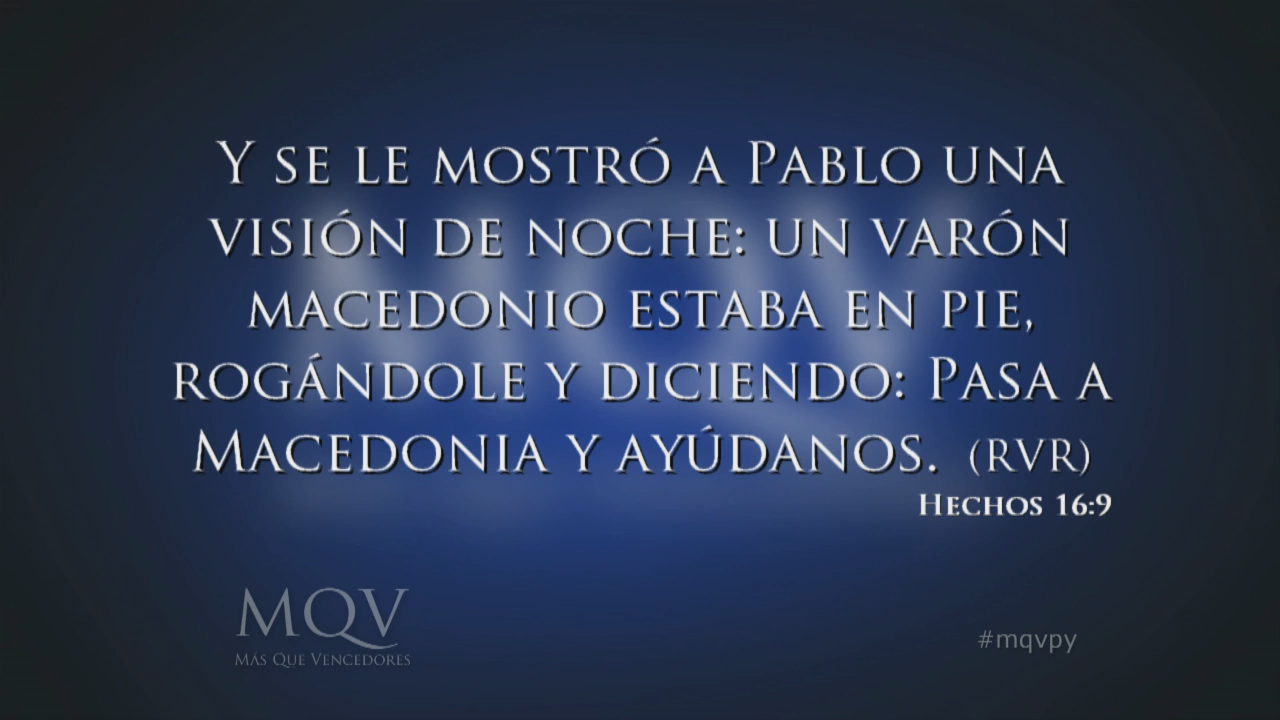 Y se le mostró a Pablo una
visión de noche: un varón
macedonio estaba en pie,
rogándole y diciendo: Pasa a
Macedonia y ayúdanos. (RVR)
Hechos 16:9
MQV
Más Que Vencedores
#mqvpy